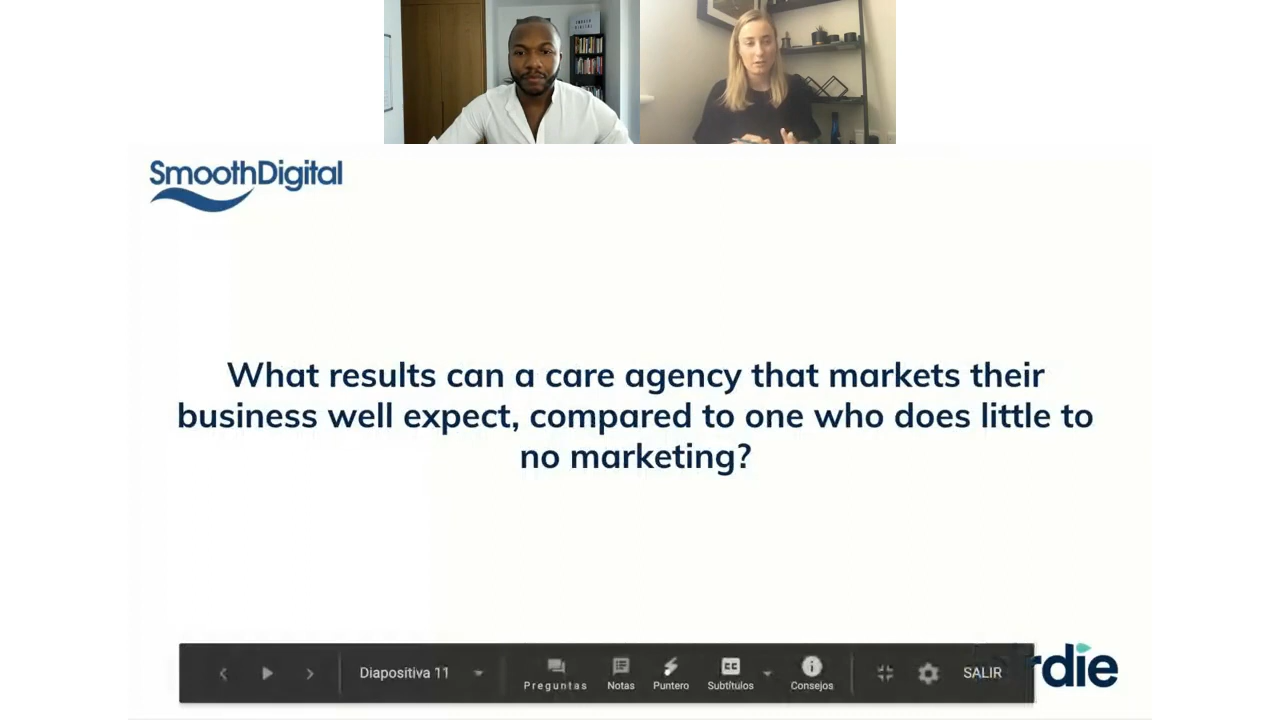 SmoothDigital
What results can a care agency that markets their
business well expect, compared to one who does little to
no marketing?
Diapositiva 11
Preguntas
Notas
Puntero
Subtítulos
Consejos
SALIR
rdie